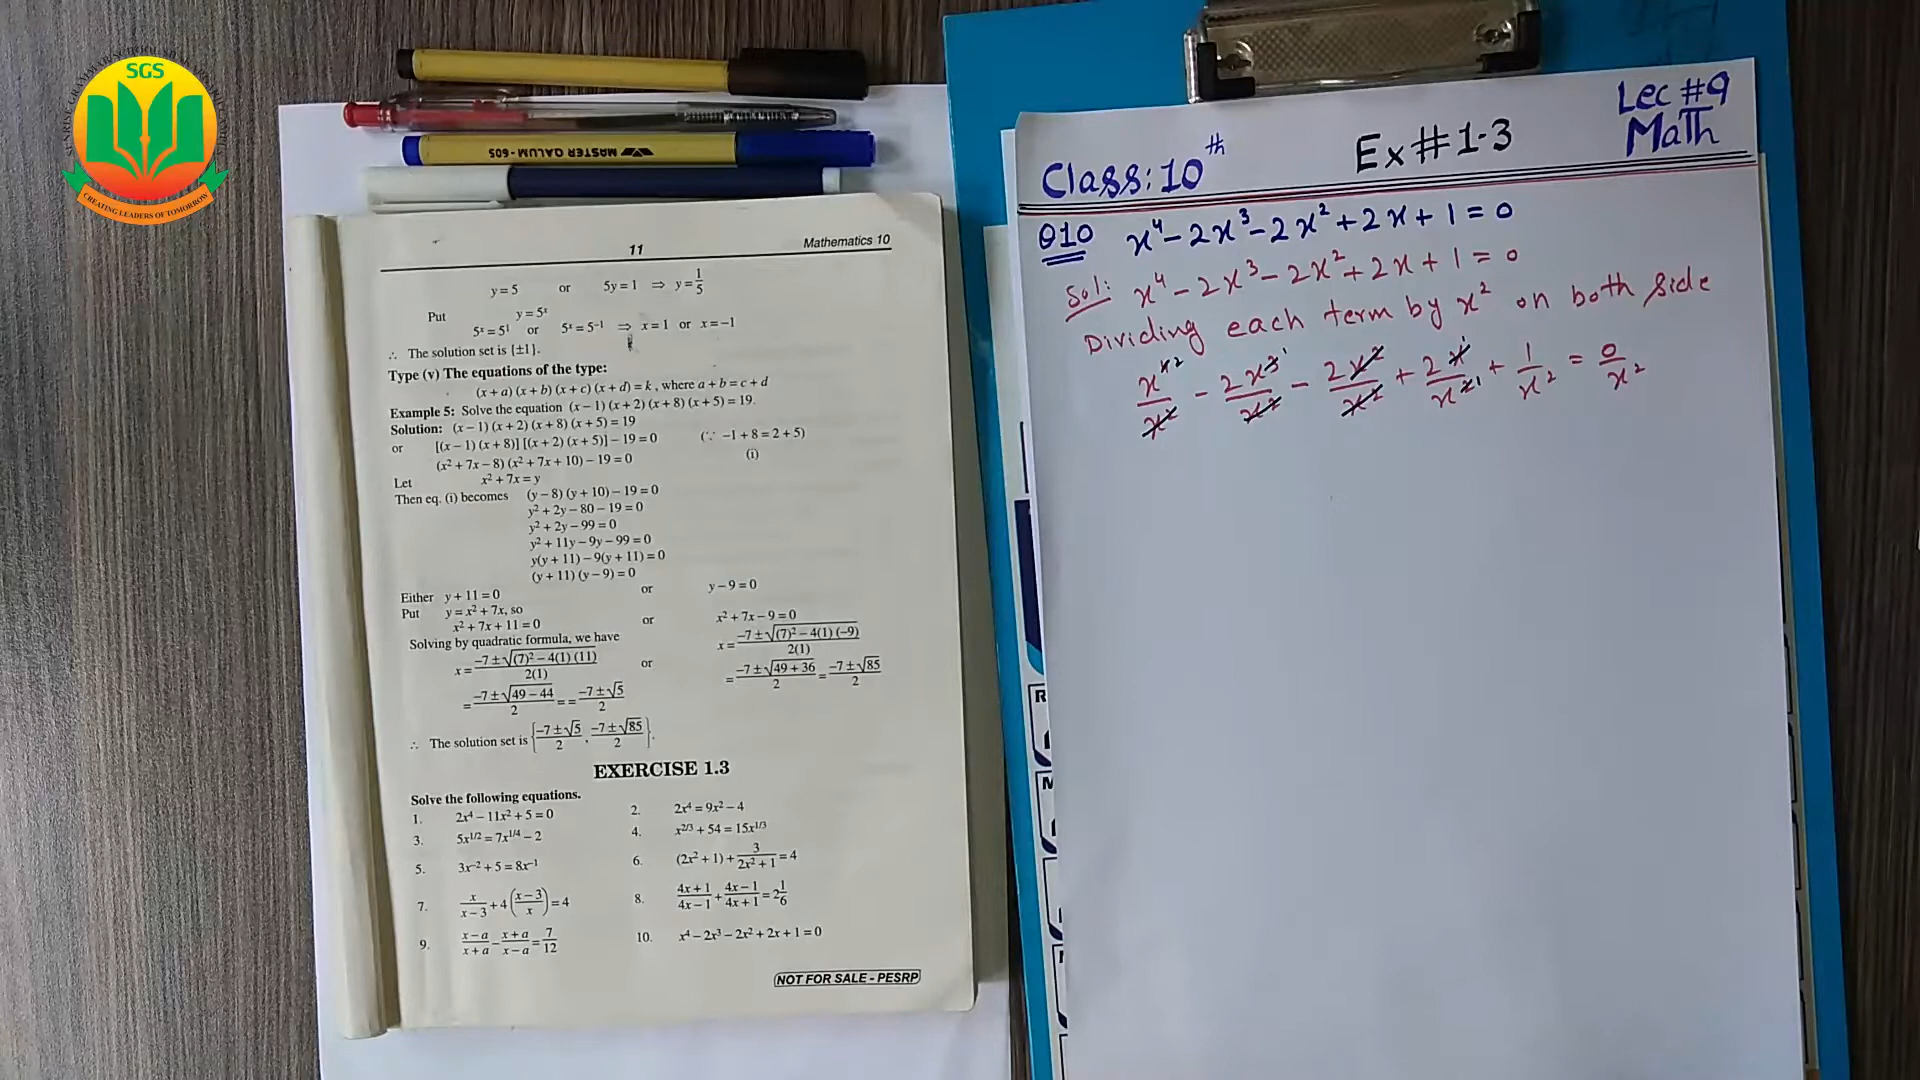 SUNRISE GRAMMAR SCHOOL
SGS
CREATING LEADERS OF TOMORROW
MASTER QALUM - 605
11
Mathematics 10
y = 5 or 5y = 1 ⇒ y = 1/5
Put y = 5ˣ
5ˣ = 5¹ or 5ˣ = 5⁻¹ ⇒ x = 1 or x = −1
∴ The solution set is {±1}.
Type (v) The equations of the type:
(x + a) (x + b) (x + c) (x + d) = k, where a + b = c + d
Example 5: Solve the equation (x − 1) (x + 2) (x + 8) (x + 5) = 19.
Solution: (x − 1) (x + 2) (x + 8) (x + 5) = 19
or [(x − 1) (x + 8)] [(x + 2) (x + 5)] − 19 = 0 (∵ −1 + 8 = 2 + 5)
(x² + 7x − 8) (x² + 7x + 10) − 19 = 0 (i)
Let x² + 7x = y
Then eq. (i) becomes (y − 8) (y + 10) − 19 = 0
y² + 2y − 80 − 19 = 0
y² + 2y − 99 = 0
y² + 11y − 9y − 99 = 0
y(y + 11) − 9(y + 11) = 0
(y + 11) (y − 9) = 0
Either y + 11 = 0 or y − 9 = 0
Put y = x² + 7x, so
x² + 7x + 11 = 0 or x² + 7x − 9 = 0
Solving by quadratic formula, we have
x = (−7 ± √((7)² − 4(1) (11)))/2(1) or x = (−7 ± √((7)² − 4(1) (−9)))/2(1)
= (−7 ± √(49 − 44))/2 = = (−7 ± √5)/2
= (−7 ± √(49 + 36))/2 = (−7 ± √85)/2
∴ The solution set is {(−7 ± √5)/2, (−7 ± √85)/2}.
EXERCISE 1.3
Solve the following equations.
1. 2x⁴ − 11x² + 5 = 0 2. 2x⁴ = 9x² − 4
3. 5x^1/2 = 7x^1/4 − 2 4. x^2/3 + 54 = 15x^1/3
5. 3x⁻² + 5 = 8x⁻¹ 6. (2x² + 1) + 3/(2x² + 1) = 4
7. x/(x − 3) + 4 ((x − 3)/x) = 4 8. (4x + 1)/(4x − 1) + (4x − 1)/(4x + 1) = 2 1/6
9. (x − a)/(x + a) − (x + a)/(x − a) = 7/12 10. x⁴ − 2x³ − 2x² + 2x + 1 = 0
NOT FOR SALE - PESRP
Lec #9
Class: 10th Ex # 1.3 Math
Q10 x⁴ − 2x³ − 2x² + 2x + 1 = 0
Sol: x⁴ − 2x³ − 2x² + 2x + 1 = 0
Dividing each term by x² on both side
x⁴/x² − 2x³/x² − 2x²/x² + 2x/x² + 1/x² = 0/x²